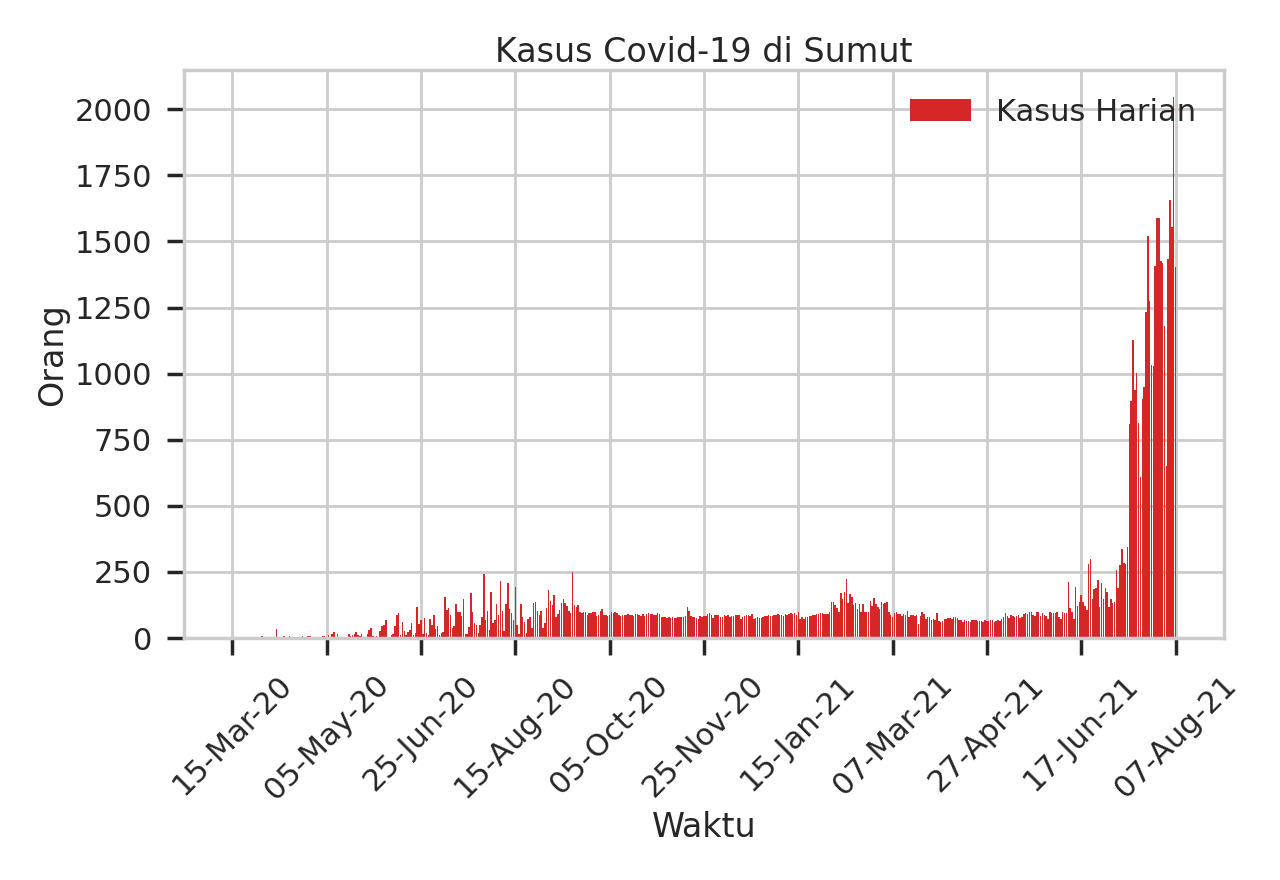 Kasus Covid-19 di Sumut
Kasus Harian
Orang
2000
1750
1500
1250
1000
750
500
250
0
15-Mar-20
05-May-20
25-Jun-20
15-Aug-20
05-Oct-20
25-Nov-20
15-Jan-21
07-Mar-21
27-Apr-21
17-Jun-21
07-Aug-21
Waktu